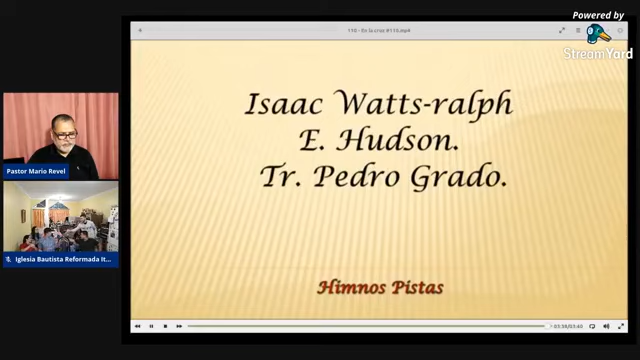 Powered by
StreamYard
110 - En la cruz #110.mp4
Isaac Watts-ralph
E. Hudson.
Tr. Pedro Grado.
Himnos Pistas
Pastor Mario Revel
Iglesia Bautista Reformada It...
03:38/03:40